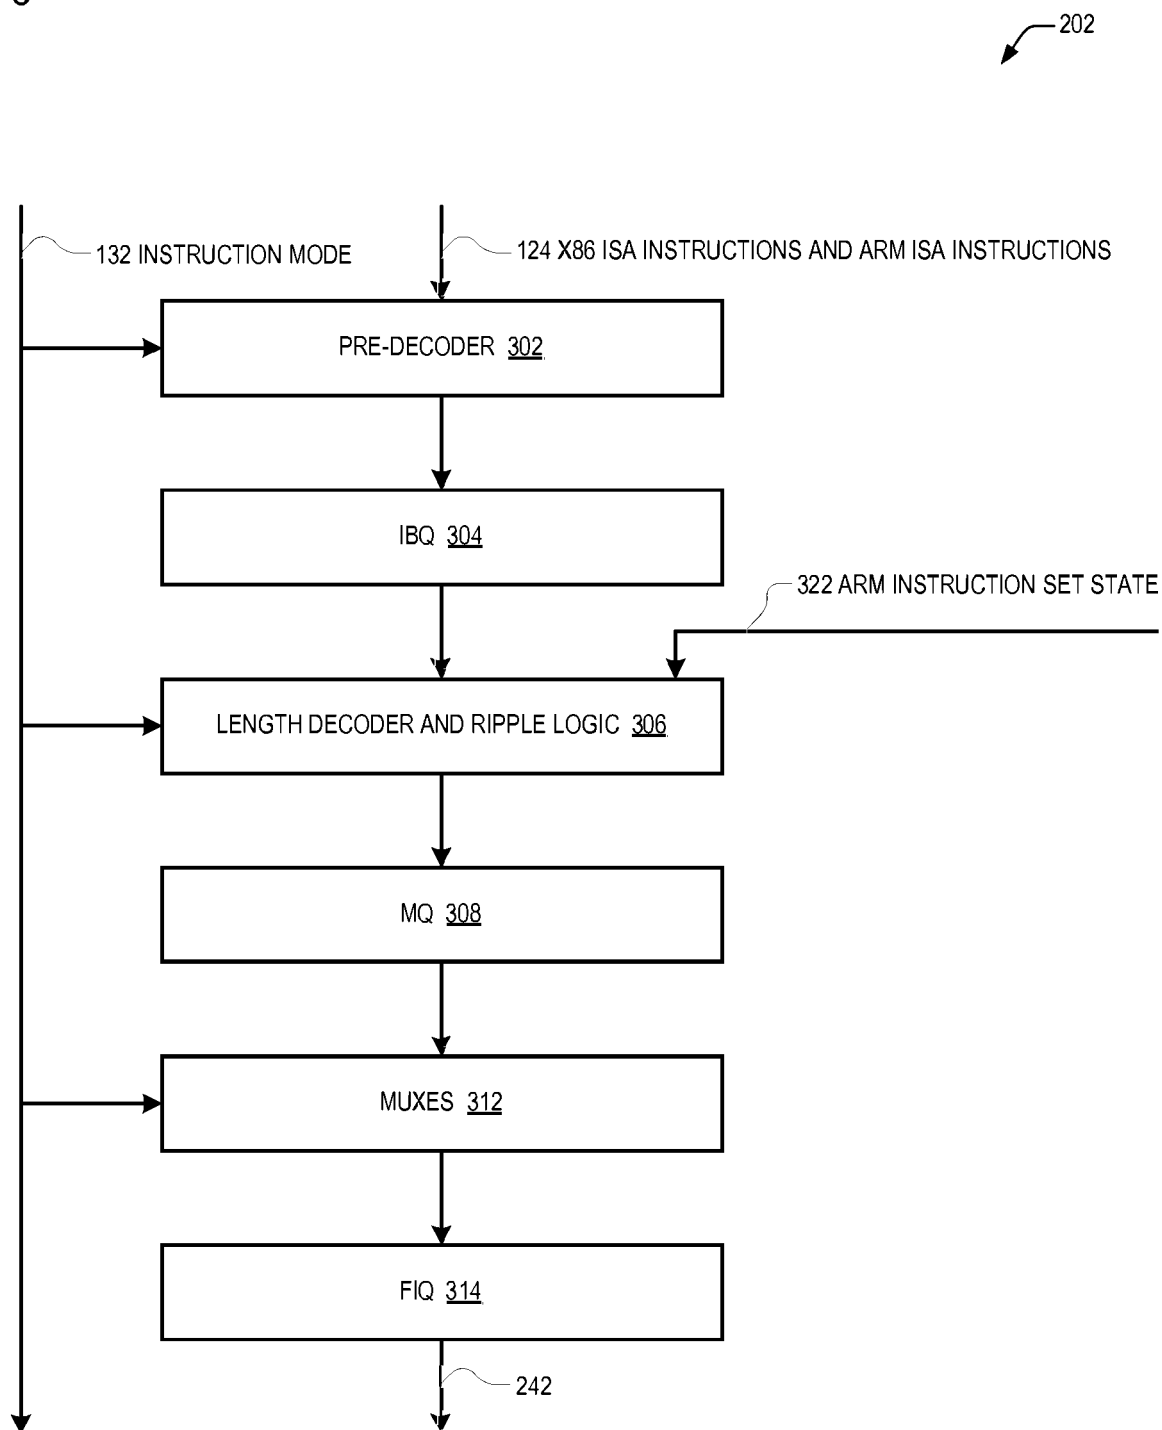 202
132 INSTRUCTION MODE
124 X86 ISA INSTRUCTIONS AND ARM ISA INSTRUCTIONS
PRE-DECODER 302
IBQ 304
322 ARM INSTRUCTION SET STATE
LENGTH DECODER AND RIPPLE LOGIC 306
MQ 308
MUXES 312
FIQ 314
242